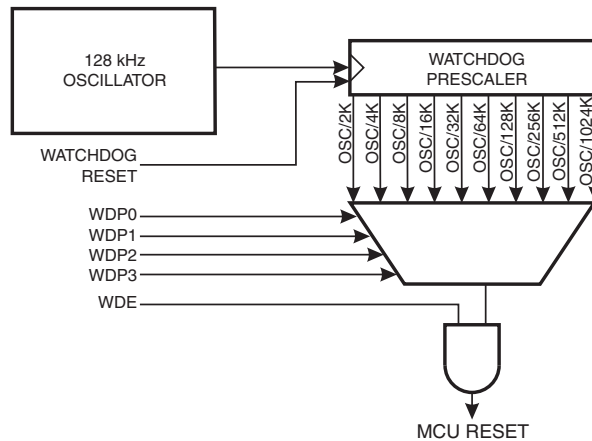 128 kHz
OSCILLATOR
WATCHDOG
PRESCALER
OSC/2K
OSC/4K
OSC/8K
OSC/16K
OSC/32K
OSC/64K
OSC/128K
OSC/256K
OSC/512K
OSC/1024K
WATCHDOG
RESET
WDP0
WDP1
WDP2
WDP3
WDE
MCU RESET